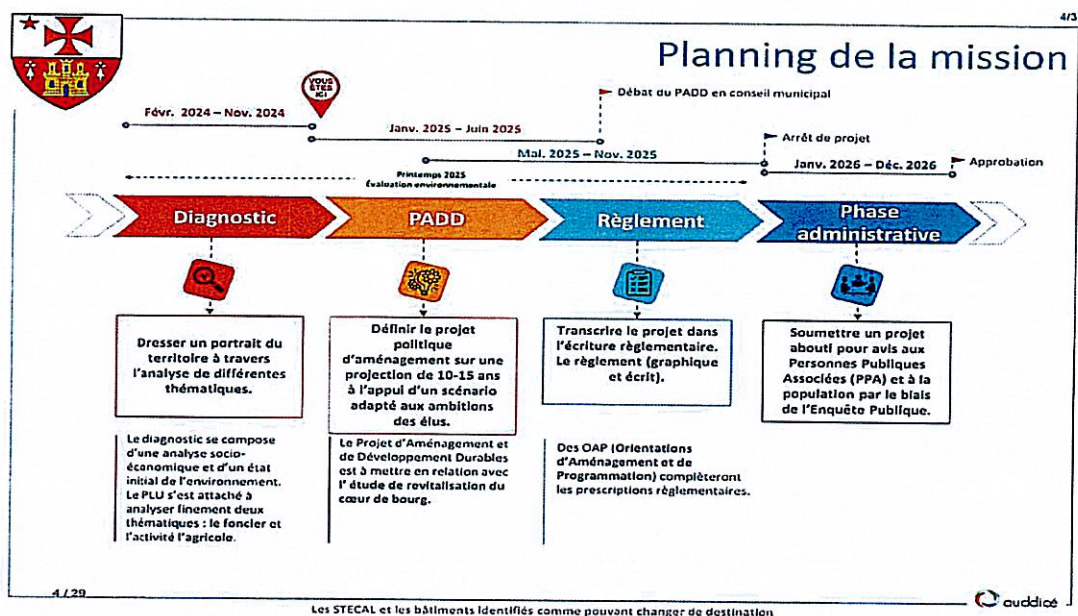 4/3
Planning de la mission
VOUS
ÊTES
ICI
Févr. 2024 – Nov. 2024
Débat du PADD en conseil municipal
Janv. 2025 – Juin 2025
Arrêt de projet
Mai. 2025 – Nov. 2025
Janv. 2026 – Déc. 2026
Approbation
Printemps 2025
Évaluation environnementale
Diagnostic
PADD
Règlement
Phase
administrative
Dresser un portrait du
territoire à travers
l'analyse de différentes
thématiques.
Définir le projet
politique
d'aménagement sur une
projection de 10-15 ans
à l'appui d'un scénario
adapté aux ambitions
des élus.
Transcrire le projet dans
l'écriture règlementaire.
Le règlement (graphique
et écrit).
Soumettre un projet
abouti pour avis aux
Personnes Publiques
Associées (PPA) et à la
population par le biais
de l'Enquête Publique.
Le diagnostic se compose
d'une analyse socio-
économique et d'un état
initial de l'environnement.
Le PLU s'est attaché à
analyser finement deux
thématiques : le foncier et
l'activité l'agricole.
Le Projet d'Aménagement et
de Développement Durables
est à mettre en relation avec
l' étude de revitalisation du
cœur de bourg.
Des OAP (Orientations
d'Aménagement et de
Programmation) complèteront
les prescriptions règlementaires.
4 / 29
Les STECAL et les bâtiments identifiés comme pouvant changer de destination
auddicé